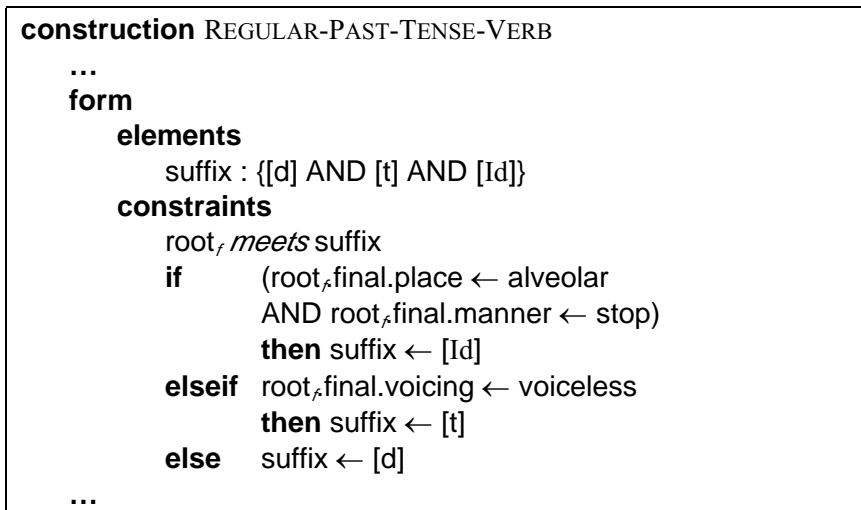 construction REGULAR-PAST-TENSE-VERB
…
form
elements
suffix : {[d] AND [t] AND [Id]}
constraints
root𝑓 meets suffix
if (root𝑓.final.place ← alveolar
AND root𝑓.final.manner ← stop)
then suffix ← [Id]
elseif root𝑓.final.voicing ← voiceless
then suffix ← [t]
else suffix ← [d]
…